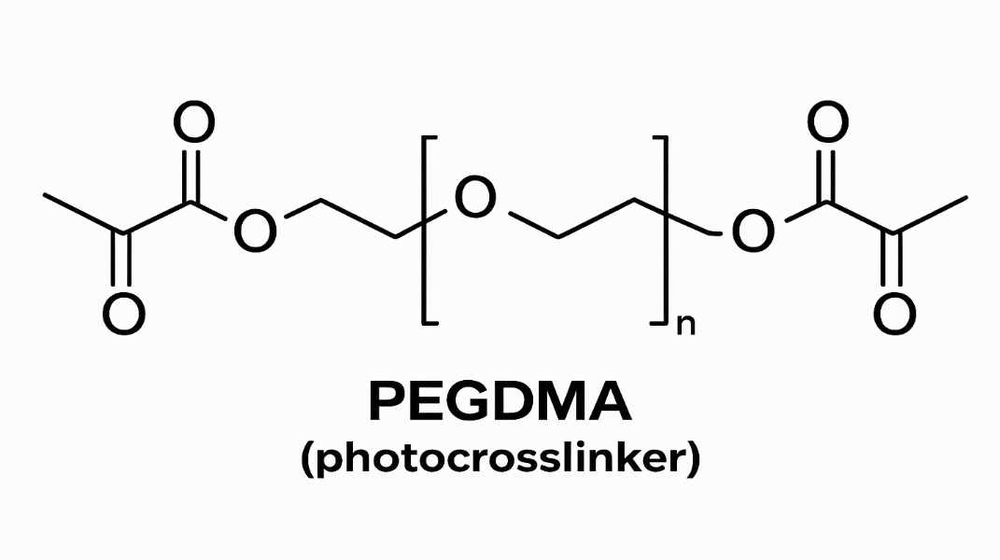 O O
O O O
n
O O
PEGDMA
(photocrosslinker)